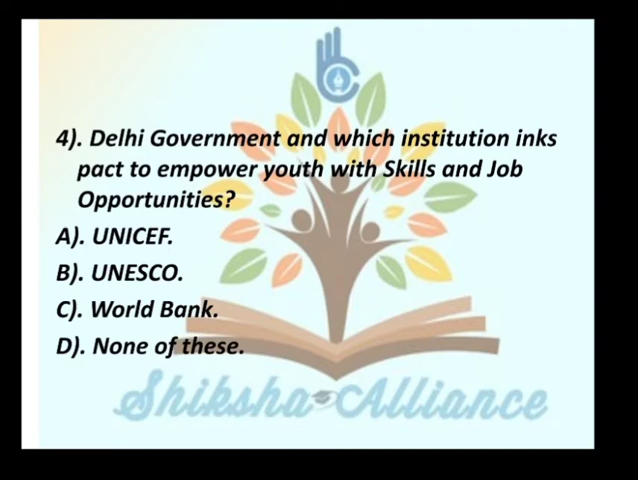 4). Delhi Government and which institution inks
pact to empower youth with Skills and Job
Opportunities?
A). UNICEF.
B). UNESCO.
C). World Bank.
D). None of these.
Shiksha Alliance